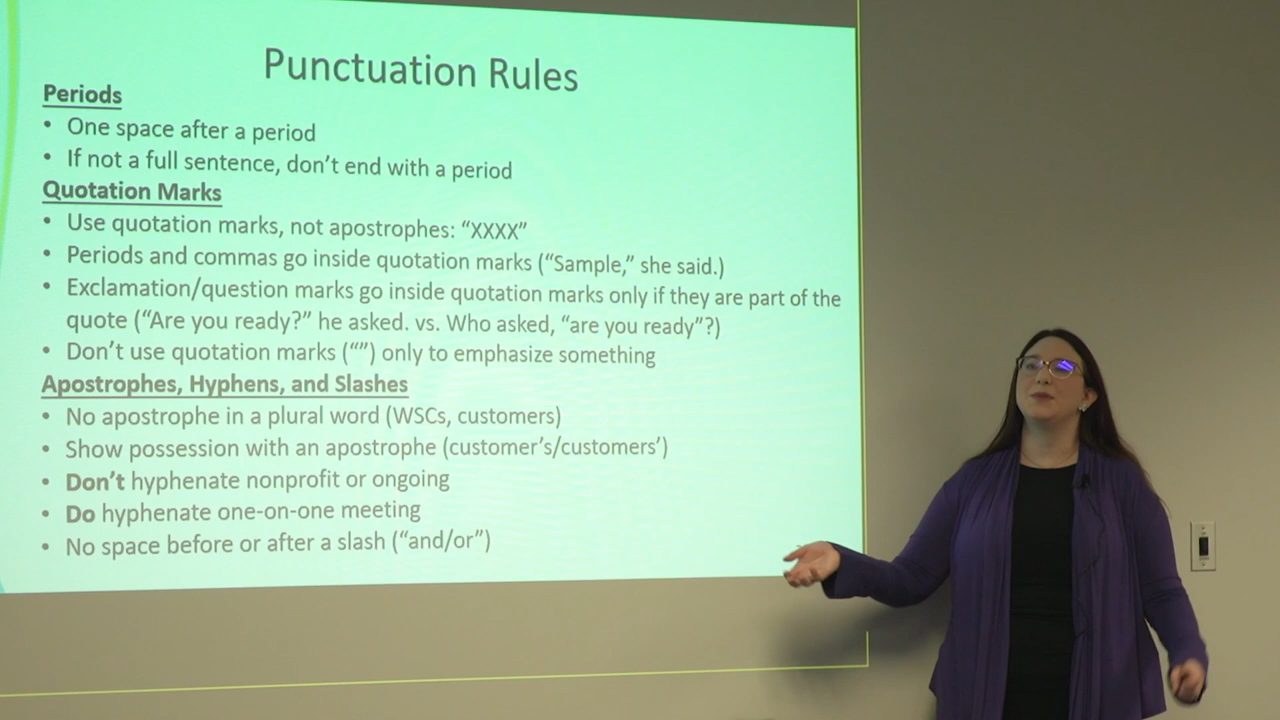 Punctuation Rules
Periods
• One space after a period
• If not a full sentence, don’t end with a period
Quotation Marks
• Use quotation marks, not apostrophes: “XXXX”
• Periods and commas go inside quotation marks (“Sample,” she said.)
• Exclamation/question marks go inside quotation marks only if they are part of the
quote (“Are you ready?” he asked. vs. Who asked, “are you ready”?)
• Don’t use quotation marks (“”) only to emphasize something
Apostrophes, Hyphens, and Slashes
• No apostrophe in a plural word (WSCs, customers)
• Show possession with an apostrophe (customer’s/customers’)
• Don’t hyphenate nonprofit or ongoing
• Do hyphenate one-on-one meeting
• No space before or after a slash (“and/or”)